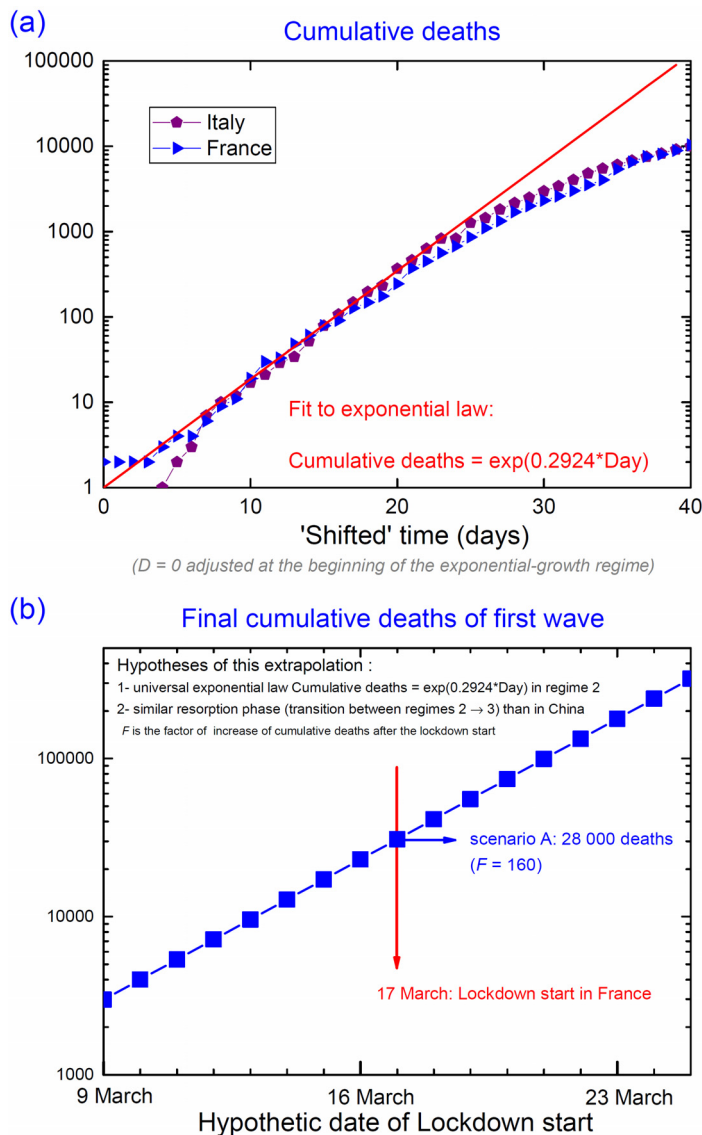 (a)
Cumulative deaths
100000
10000
1000
100
10
1
Italy
France
Fit to exponential law:
Cumulative deaths = exp(0.2924*Day)
0 10 20 30 40
'Shifted' time (days)
(D = 0 adjusted at the beginning of the exponential-growth regime)
(b)
Final cumulative deaths of first wave
Hypotheses of this extrapolation :
1- universal exponential law Cumulative deaths = exp(0.2924*Day) in regime 2
2- similar resorption phase (transition between regimes 2 → 3) than in China
F is the factor of increase of cumulative deaths after the lockdown start
100000
10000
1000
scenario A: 28 000 deaths
(F = 160)
17 March: Lockdown start in France
9 March 16 March 23 March
Hypothetic date of Lockdown start